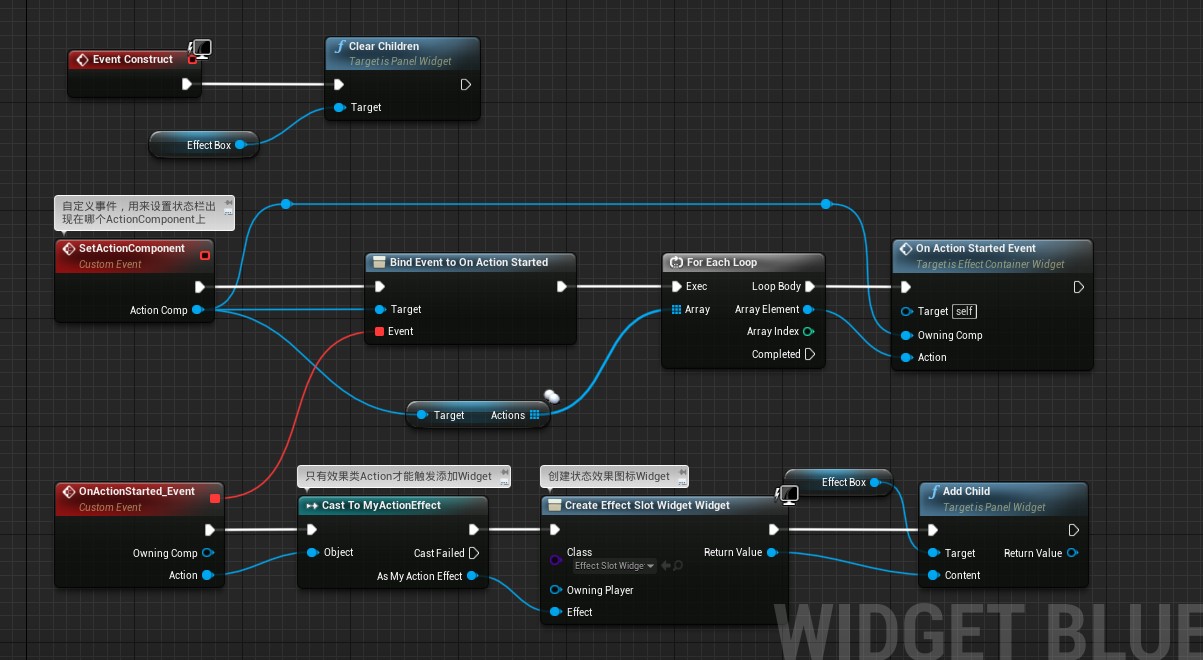 Event Construct
f Clear Children
Target is Panel Widget
Target
Effect Box
自定义事件，用来设置状态栏出
现在哪个ActionComponent上
SetActionComponent
Custom Event
Action Comp
Bind Event to On Action Started
Target
Event
For Each Loop
Exec
Loop Body
Array
Array Element
Array Index
Completed
On Action Started Event
Target is Effect Container Widget
Target self
Owning Comp
Action
Target
Actions
OnActionStarted_Event
Custom Event
Owning Comp
Action
只有效果类Action才能触发添加Widget
Cast To MyActionEffect
Object
Cast Failed
As My Action Effect
创建状态效果图标Widget
Create Effect Slot Widget Widget
Class
Effect Slot Widge
Return Value
Owning Player
Effect
Effect Box
f Add Child
Target is Panel Widget
Target
Return Value
Content
WIDGET BLUE